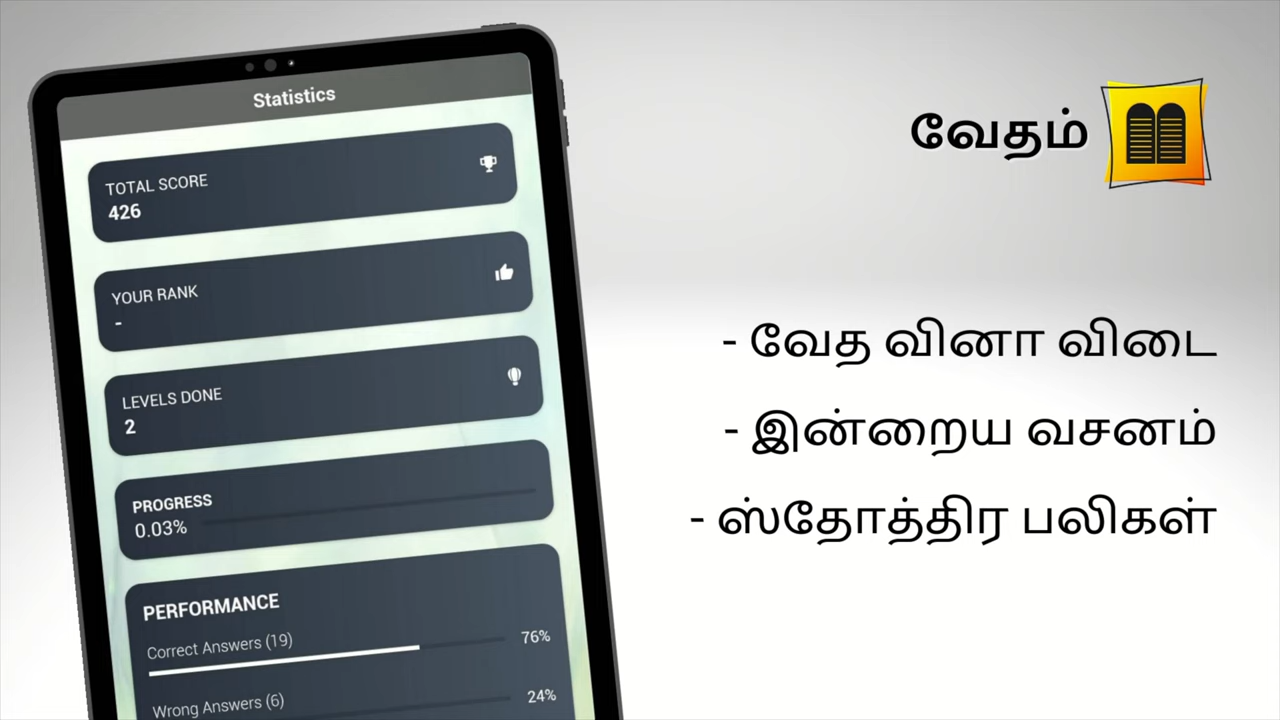 Statistics
TOTAL SCORE
426
YOUR RANK
-
LEVELS DONE
2
PROGRESS
0.03%
PERFORMANCE
Correct Answers (19) 76%
Wrong Answers (6) 24%
வேதம்
- வேத வினா விடை
- இன்றைய வசனம்
- ஸ்தோத்திர பலிகள்